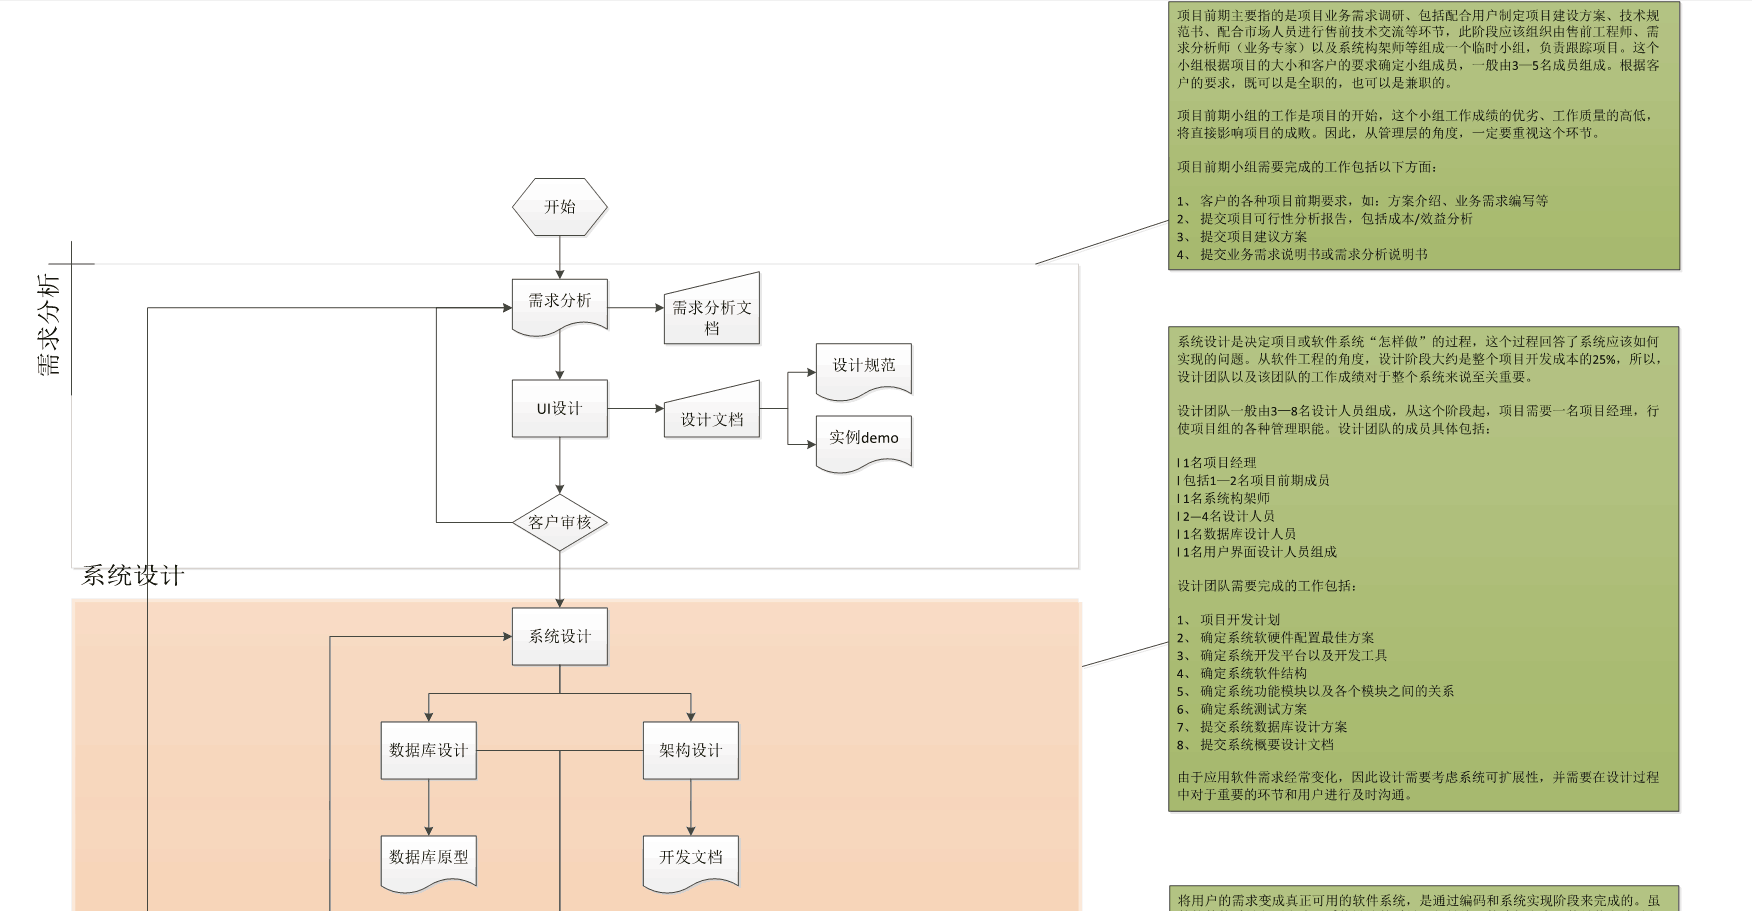 项目前期主要指的是项目业务需求调研、包括配合用户制定项目建设方案、技术规
范书、配合市场人员进行售前技术交流等环节，此阶段应该组织由售前工程师、需
求分析师（业务专家）以及系统构架师等组成一个临时小组，负责跟踪项目。这个
小组根据项目的大小和客户的要求确定小组成员，一般由3—5名成员组成。根据客
户的要求，既可以是全职的，也可以是兼职的。
项目前期小组的工作是项目的开始，这个小组工作成绩的优劣、工作质量的高低，
将直接影响项目的成败。因此，从管理层的角度，一定要重视这个环节。
项目前期小组需要完成的工作包括以下方面：
1、 客户的各种项目前期要求，如：方案介绍、业务需求编写等
2、 提交项目可行性分析报告，包括成本/效益分析
3、 提交项目建议方案
4、 提交业务需求说明书或需求分析说明书
开始
需求分析
需求分析
需求分析文
档
UI设计
设计文档
设计规范
实例demo
客户审核
系统设计是决定项目或软件系统“怎样做”的过程，这个过程回答了系统应该如何
实现的问题。从软件工程的角度，设计阶段大约是整个项目开发成本的25%，所以，
设计团队以及该团队的工作成绩对于整个系统来说至关重要。
设计团队一般由3—8名设计人员组成，从这个阶段起，项目需要一名项目经理，行
使项目组的各种管理职能。设计团队的成员具体包括：
l 1名项目经理
l 包括1—2名项目前期成员
l 1名系统构架师
l 2—4名设计人员
l 1名数据库设计人员
l 1名用户界面设计人员组成
设计团队需要完成的工作包括：
1、 项目开发计划
2、 确定系统软硬件配置最佳方案
3、 确定系统开发平台以及开发工具
4、 确定系统软件结构
5、 确定系统功能模块以及各个模块之间的关系
6、 确定系统测试方案
7、 提交系统数据库设计方案
8、 提交系统概要设计文档
由于应用软件需求经常变化，因此设计需要考虑系统可扩展性，并需要在设计过程
中对于重要的环节和用户进行及时沟通。
系统设计
系统设计
数据库设计
架构设计
数据库原型
开发文档
将用户的需求变成真正可用的软件系统，是通过编码和系统实现阶段来完成的。虽